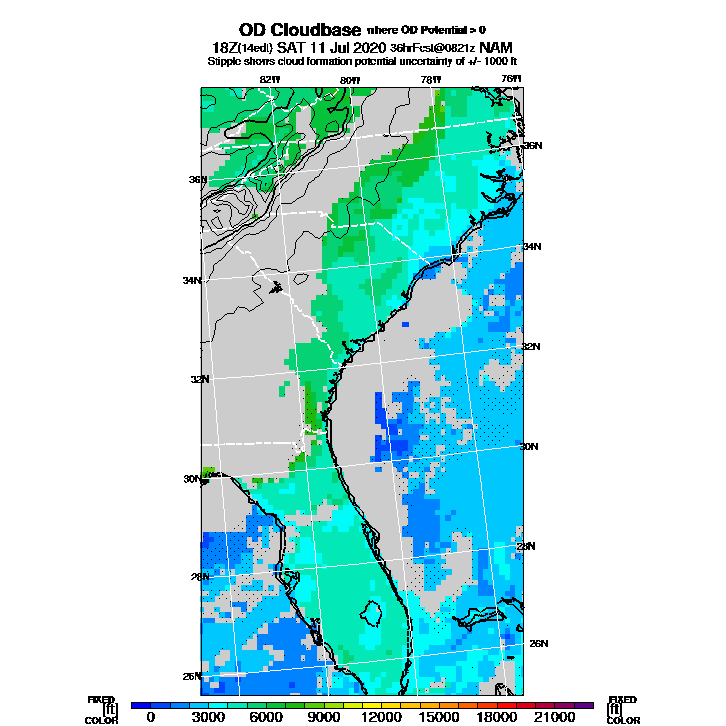 OD Cloudbase where OD Potential > 0
18Z(14edt) SAT 11 Jul 2020 36hrFcst@0821z NAM
Stipple shows cloud formation potential uncertainty of +/- 1000 ft
82W 80W 78W 76W
36N
36N
34N
34N
32N
32N
30N
30N
28N
28N
26N
26N
FIXED [ft] COLOR
0 3000 6000 9000 12000 15000 18000 21000
FIXED [ft] COLOR